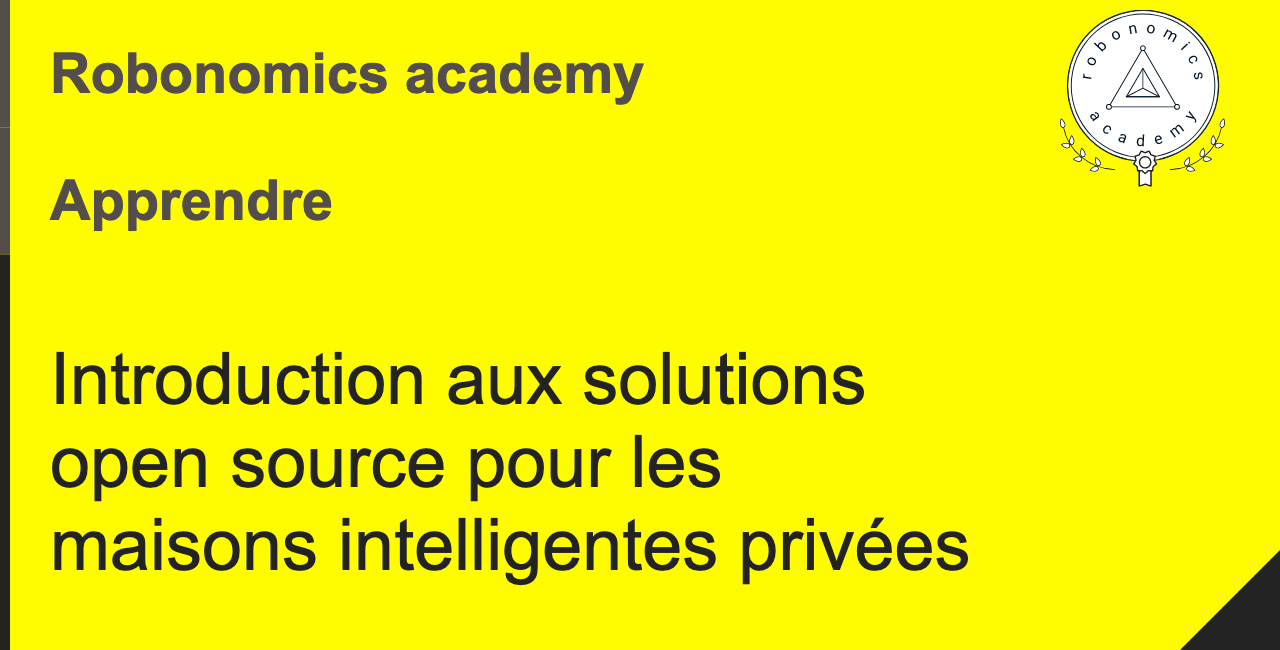 Robonomics academy
robonomics
academy
Apprendre
Introduction aux solutions
open source pour les
maisons intelligentes privées